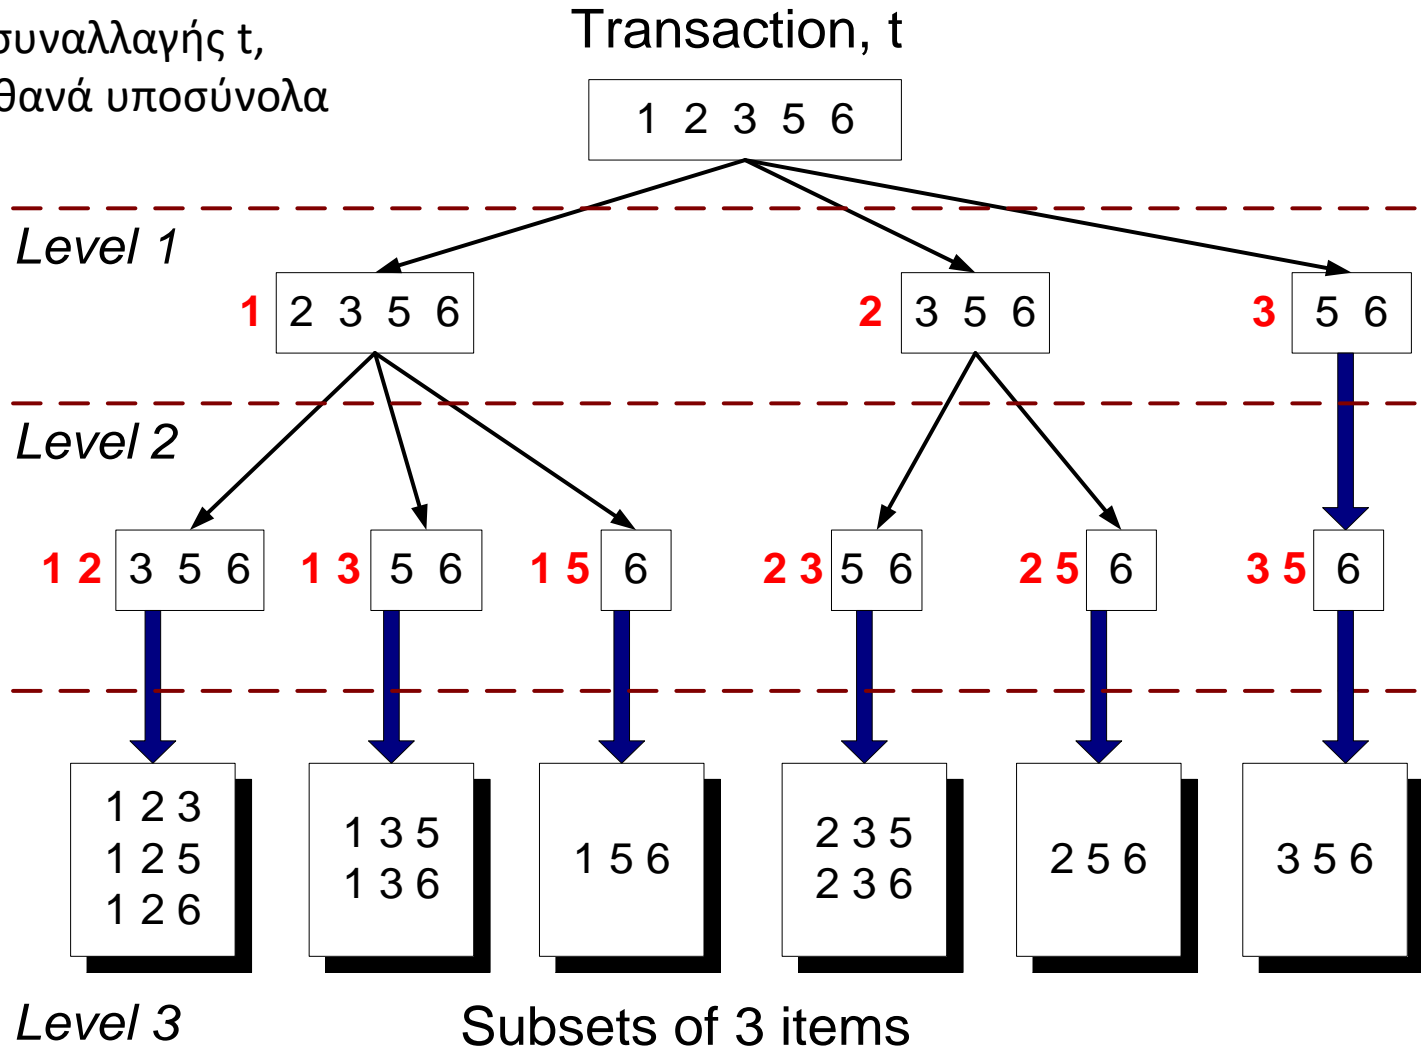 συναλλαγής t,
θανά υποσύνολα
Transaction, t
1 2 3 5 6
Level 1
1 2 3 5 6
2 3 5 6
3 5 6
Level 2
1 2 3 5 6
1 3 5 6
1 5 6
2 3 5 6
2 5 6
3 5 6
1 2 3
1 2 5
1 2 6
1 3 5
1 3 6
1 5 6
2 3 5
2 3 6
2 5 6
3 5 6
Level 3
Subsets of 3 items